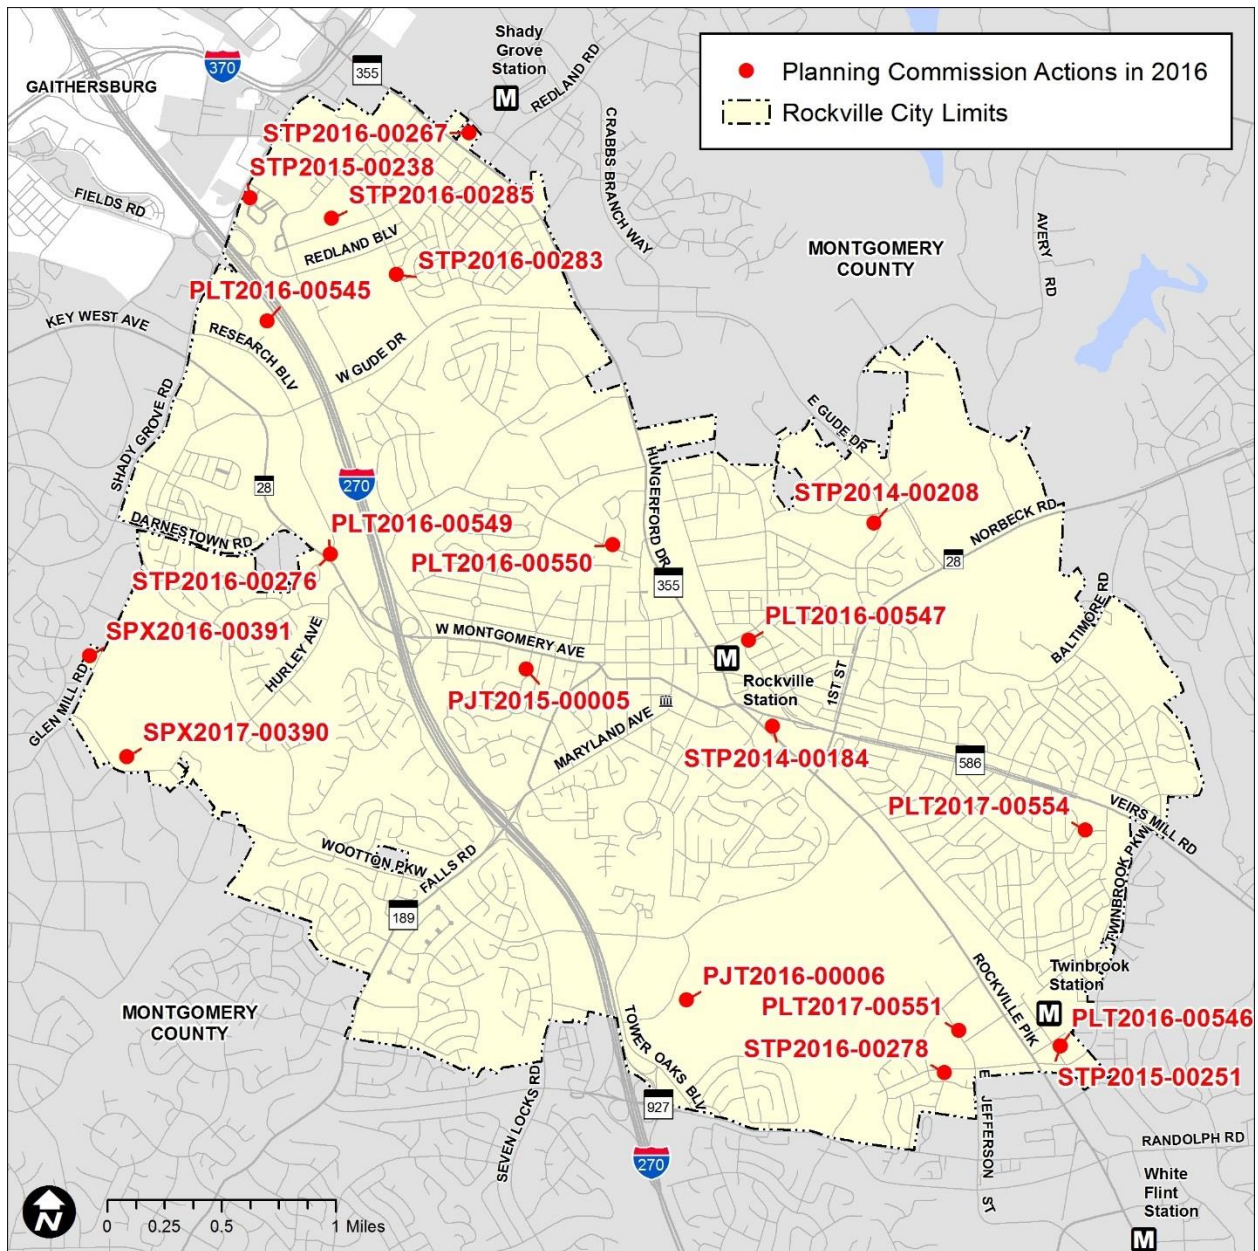 Shady
Grove
Station
M
REDLAND RD
370
355
GAITHERSBURG
Planning Commission Actions in 2016
Rockville City Limits
STP2016-00267
STP2015-00238
STP2016-00285
CRABBS BRANCH WAY
FIELDS RD
REDLAND BLV
STP2016-00283
MONTGOMERY
COUNTY
AVERY RD
PLT2016-00545
KEY WEST AVE
RESEARCH BLV
W GUDE DR
SHADY GROVE RD
E GUDE DR
HUNGERFORD DR
28
270
STP2014-00208
NORBECK RD
DARNESTOWN RD
PLT2016-00549
PLT2016-00550
28
355
STP2016-00276
BALTIMORE RD
SPX2016-00391
PLT2016-00547
W MONTGOMERY AVE
HURLEY AVE
M
Rockville
Station
1ST ST
GLEN MILL RD
PJT2015-00005
MARYLAND AVE
SPX2017-00390
STP2014-00184
586
PLT2017-00554
VEIRS MILL RD
WOOTTON PKW
FALLS RD
TWINBROOK PKW
189
ROCKVILLE PIK
Twinbrook
Station
M
PJT2016-00006
PLT2017-00551
PLT2016-00546
MONTGOMERY
COUNTY
TOWER OAKS BLV
STP2016-00278
STP2015-00251
SEVEN LOCKS RD
927
E JEFFERSON ST
RANDOLPH RD
270
White
Flint
Station
M
N
0 0.25 0.5 1 Miles